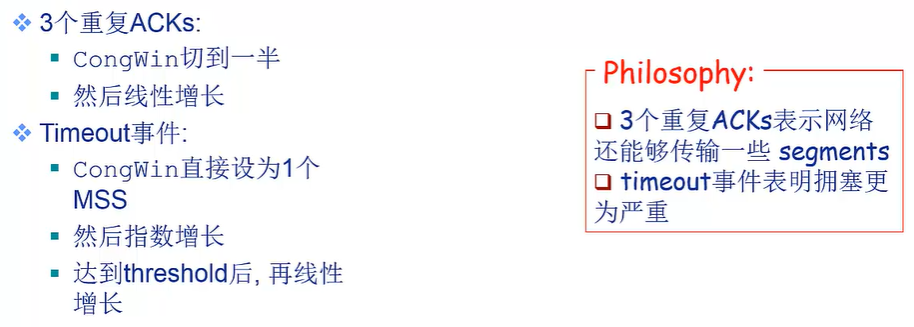 3个重复ACKs:
CongWin切到一半
然后线性增长
Timeout事件:
CongWin直接设为1个
MSS
然后指数增长
达到threshold后, 再线性
增长
Philosophy:
3个重复ACKs表示网络
还能够传输一些 segments
timeout事件表明拥塞更
为严重